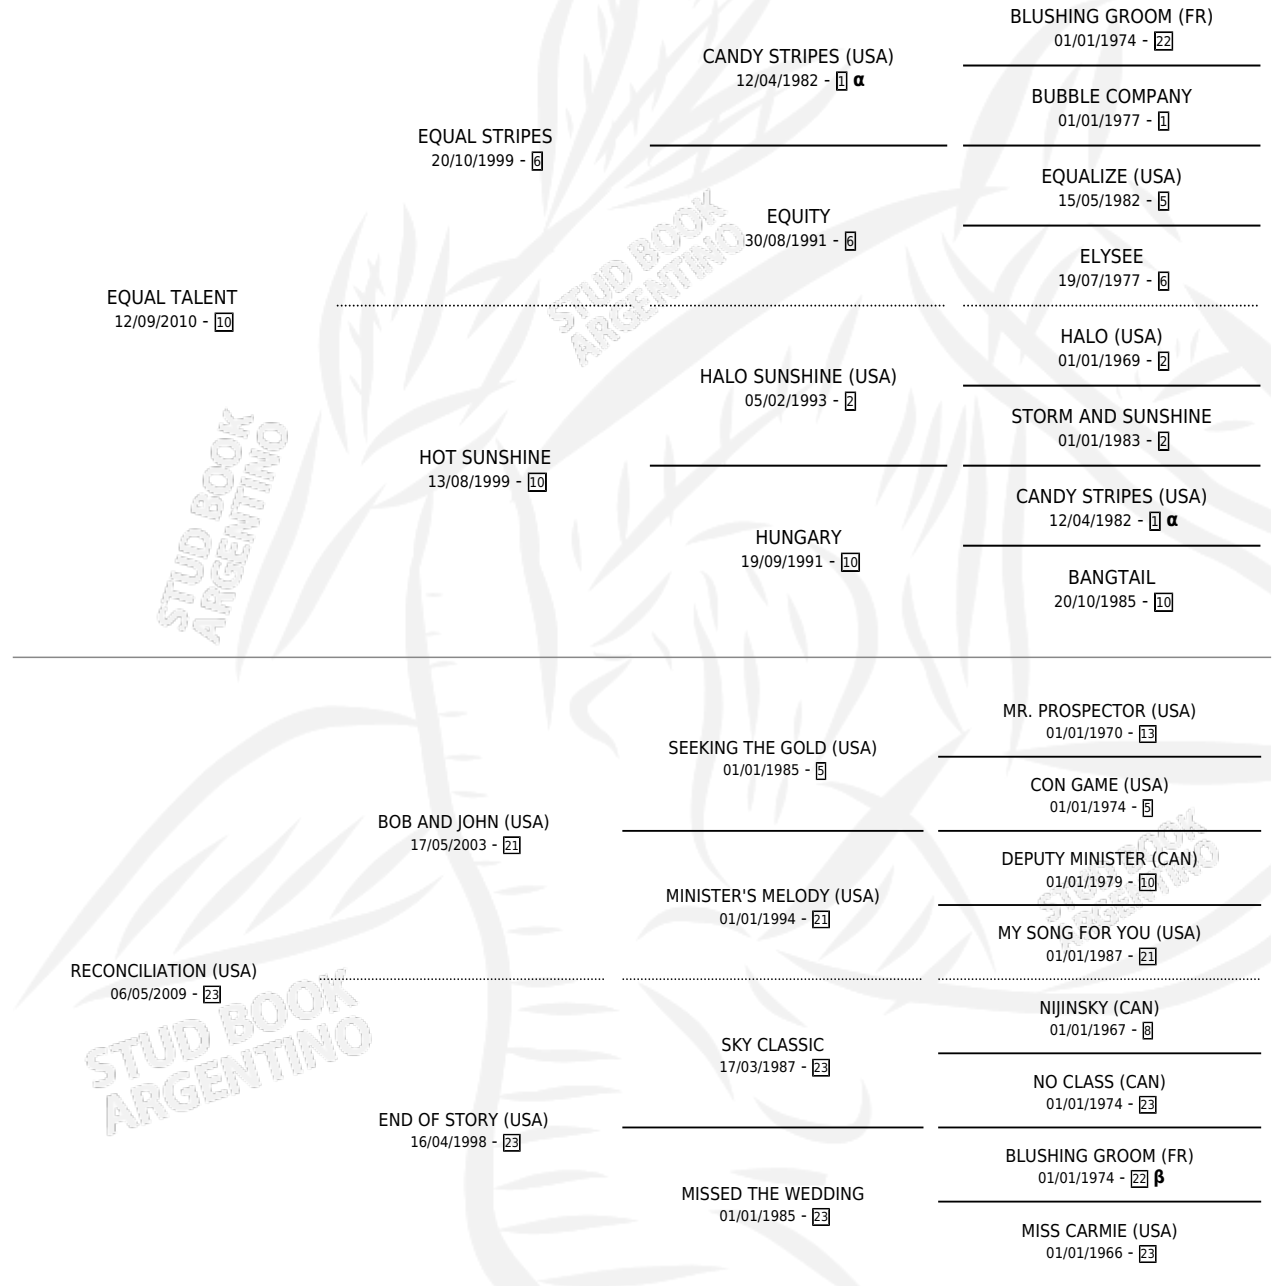 BLUSHING GROOM (FR)
01/01/1974 - 22
CANDY STRIPES (USA)
12/04/1982 - 1 α
BUBBLE COMPANY
01/01/1977 - 1
EQUAL STRIPES
20/10/1999 - 6
EQUALIZE (USA)
15/05/1982 - 5
EQUITY
30/08/1991 - 6
ELYSEE
19/07/1977 - 6
EQUAL TALENT
12/09/2010 - 10
HALO (USA)
01/01/1969 - 2
HALO SUNSHINE (USA)
05/02/1993 - 2
STORM AND SUNSHINE
01/01/1983 - 2
HOT SUNSHINE
13/08/1999 - 10
CANDY STRIPES (USA)
12/04/1982 - 1 α
HUNGARY
19/09/1991 - 10
BANGTAIL
20/10/1985 - 10
MR. PROSPECTOR (USA)
01/01/1970 - 13
SEEKING THE GOLD (USA)
01/01/1985 - 5
CON GAME (USA)
01/01/1974 - 5
BOB AND JOHN (USA)
17/05/2003 - 21
DEPUTY MINISTER (CAN)
01/01/1979 - 10
MINISTER'S MELODY (USA)
01/01/1994 - 21
MY SONG FOR YOU (USA)
01/01/1987 - 21
RECONCILIATION (USA)
06/05/2009 - 23
NIJINSKY (CAN)
01/01/1967 - 8
SKY CLASSIC
17/03/1987 - 23
NO CLASS (CAN)
01/01/1974 - 23
END OF STORY (USA)
16/04/1998 - 23
BLUSHING GROOM (FR)
01/01/1974 - 22 β
MISSED THE WEDDING
01/01/1985 - 23
MISS CARMIE (USA)
01/01/1966 - 23
STUD BOOK
ARGENTINO
STUD BOOK
ARGENTINO
STUD BOOK
ARGENTINO
STUD BOOK
ARGENTINO